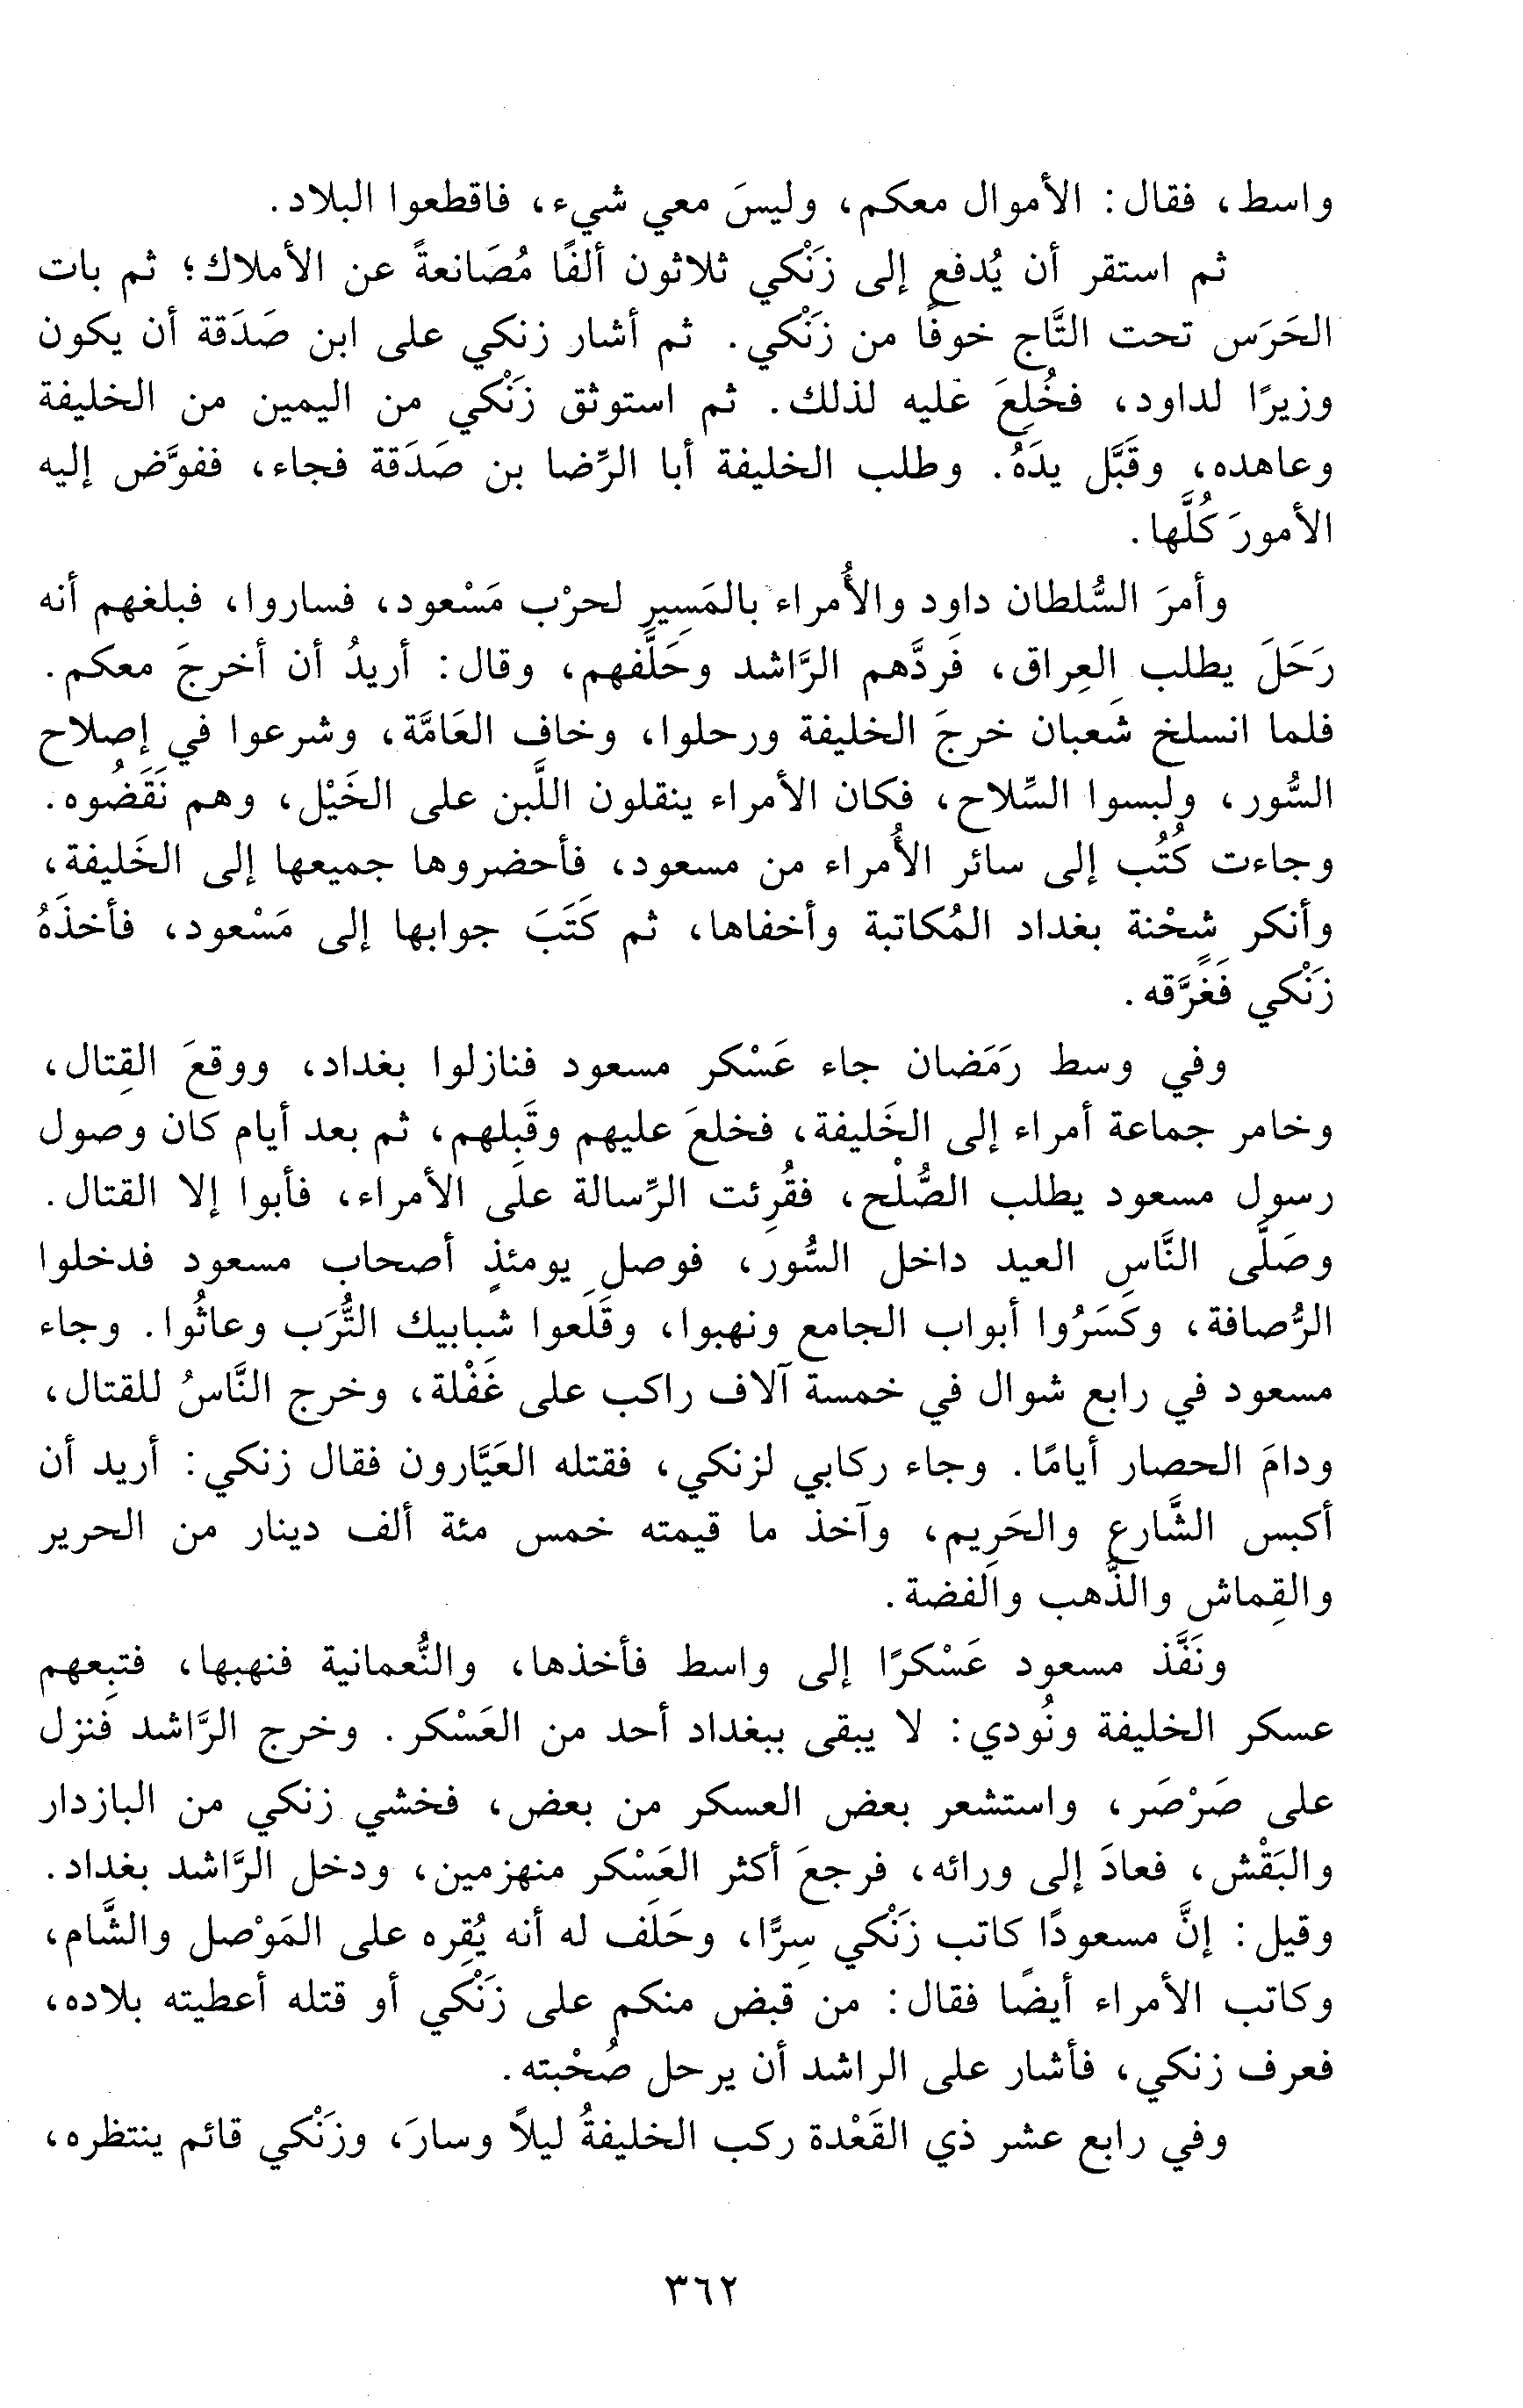 واسط، فقال: الأموال معكم، وليسَ معي شيء، فاقطعوا البلاد.
ثم استقر أن يُدفع إلى زَنْكي ثلاثون ألفًا مُصَانعةً عن الأملاك؛ ثم بات
الحَرَس تحت التَّاج خوفًا من زَنْكي. ثم أشار زنكي على ابن صَدَقة أن يكون
وزيرًا لداود، فخُلِعَ عليه لذلك. ثم استوثق زَنْكي من اليمين من الخليفة
وعاهده، وقَبَّل يدَهُ. وطلب الخليفة أبا الرِّضا بن صَدَقة فجاء، ففوَّض إليه
الأمورَ كُلَّها.
وأمرَ السُّلطان داود والأُمراء بالمَسِيرِ لحرْب مَسْعود، فساروا، فبلغهم أنه
رَحَلَ يطلب العِراق، فَردَّهم الرَّاشد وحَلَّفهم، وقال: أريدُ أن أخرجَ معكم.
فلما انسلخ شَعبان خرجَ الخليفة ورحلوا، وخاف العَامَّة، وشرعوا في إصلاح
السُّور، ولبسوا السِّلاح، فكان الأمراء ينقلون اللَّبن على الخَيْل، وهم نَقَضُوه.
وجاءت كُتُب إلى سائر الأُمراء من مسعود، فأحضروها جميعها إلى الخَليفة،
وأنكر شِحْنة بغداد المُكاتبة وأخفاها، ثم كَتَبَ جوابها إلى مَسْعود، فأخذَهُ
زَنْكي فَغَرَّقه.
وفي وسط رَمَضان جاء عَسْكر مسعود فنازلوا بغداد، ووقعَ القِتال،
وخامر جماعة أمراء إلى الخَليفة، فخلعَ عليهم وقَبِلهم، ثم بعد أيام كان وصول
رسول مسعود يطلب الصُّلْح، فقُرِئت الرِّسالة على الأمراء، فأبوا إلا القتال.
وصَلَّى النَّاس العيد داخل السُّور، فوصل يومئذٍ أصحاب مسعود فدخلوا
الرُّصافة، وكَسَرُوا أبواب الجامع ونهبوا، وقَلَعوا شبابيك التُّرَب وعاثُوا. وجاء
مسعود في رابع شوال في خمسة آلاف راكب على غَفْلة، وخرج النَّاسُ للقتال،
ودامَ الحصار أيامًا. وجاء ركابي لزنكي، فقتله العَيَّارون فقال زنكي: أريد أن
أكبس الشَّارع والحَرِيم، وآخذ ما قيمته خمس مئة ألف دينار من الحرير
والقِماش والذَّهب والفضة.
ونَفَّذ مسعود عَسْكرًا إلى واسط فأخذها، والنُّعمانية فنهبها، فتبِعهم
عسكر الخليفة ونُودي: لا يبقى ببغداد أحد من العَسْكر. وخرج الرَّاشد فنزل
على صَرْصَر، واستشعر بعض العسكر من بعض، فخشي زنكي من البازدار
والبَقْش، فعادَ إلى ورائه، فرجعَ أكثر العَسْكر منهزمين، ودخل الرَّاشد بغداد.
وقيل: إنَّ مسعودًا كاتب زَنْكي سِرًّا، وحَلَف له أنه يُقِره على المَوْصل والشَّام،
وكاتب الأمراء أيضًا فقال: من قبض منكم على زَنْكي أو قتله أعطيته بلاده،
فعرف زنكي، فأشار على الراشد أن يرحل صُحْبته.
وفي رابع عشر ذي القَعْدة ركب الخليفةُ ليلاً وسارَ، وزَنْكي قائم ينتظره،
٣٦٢